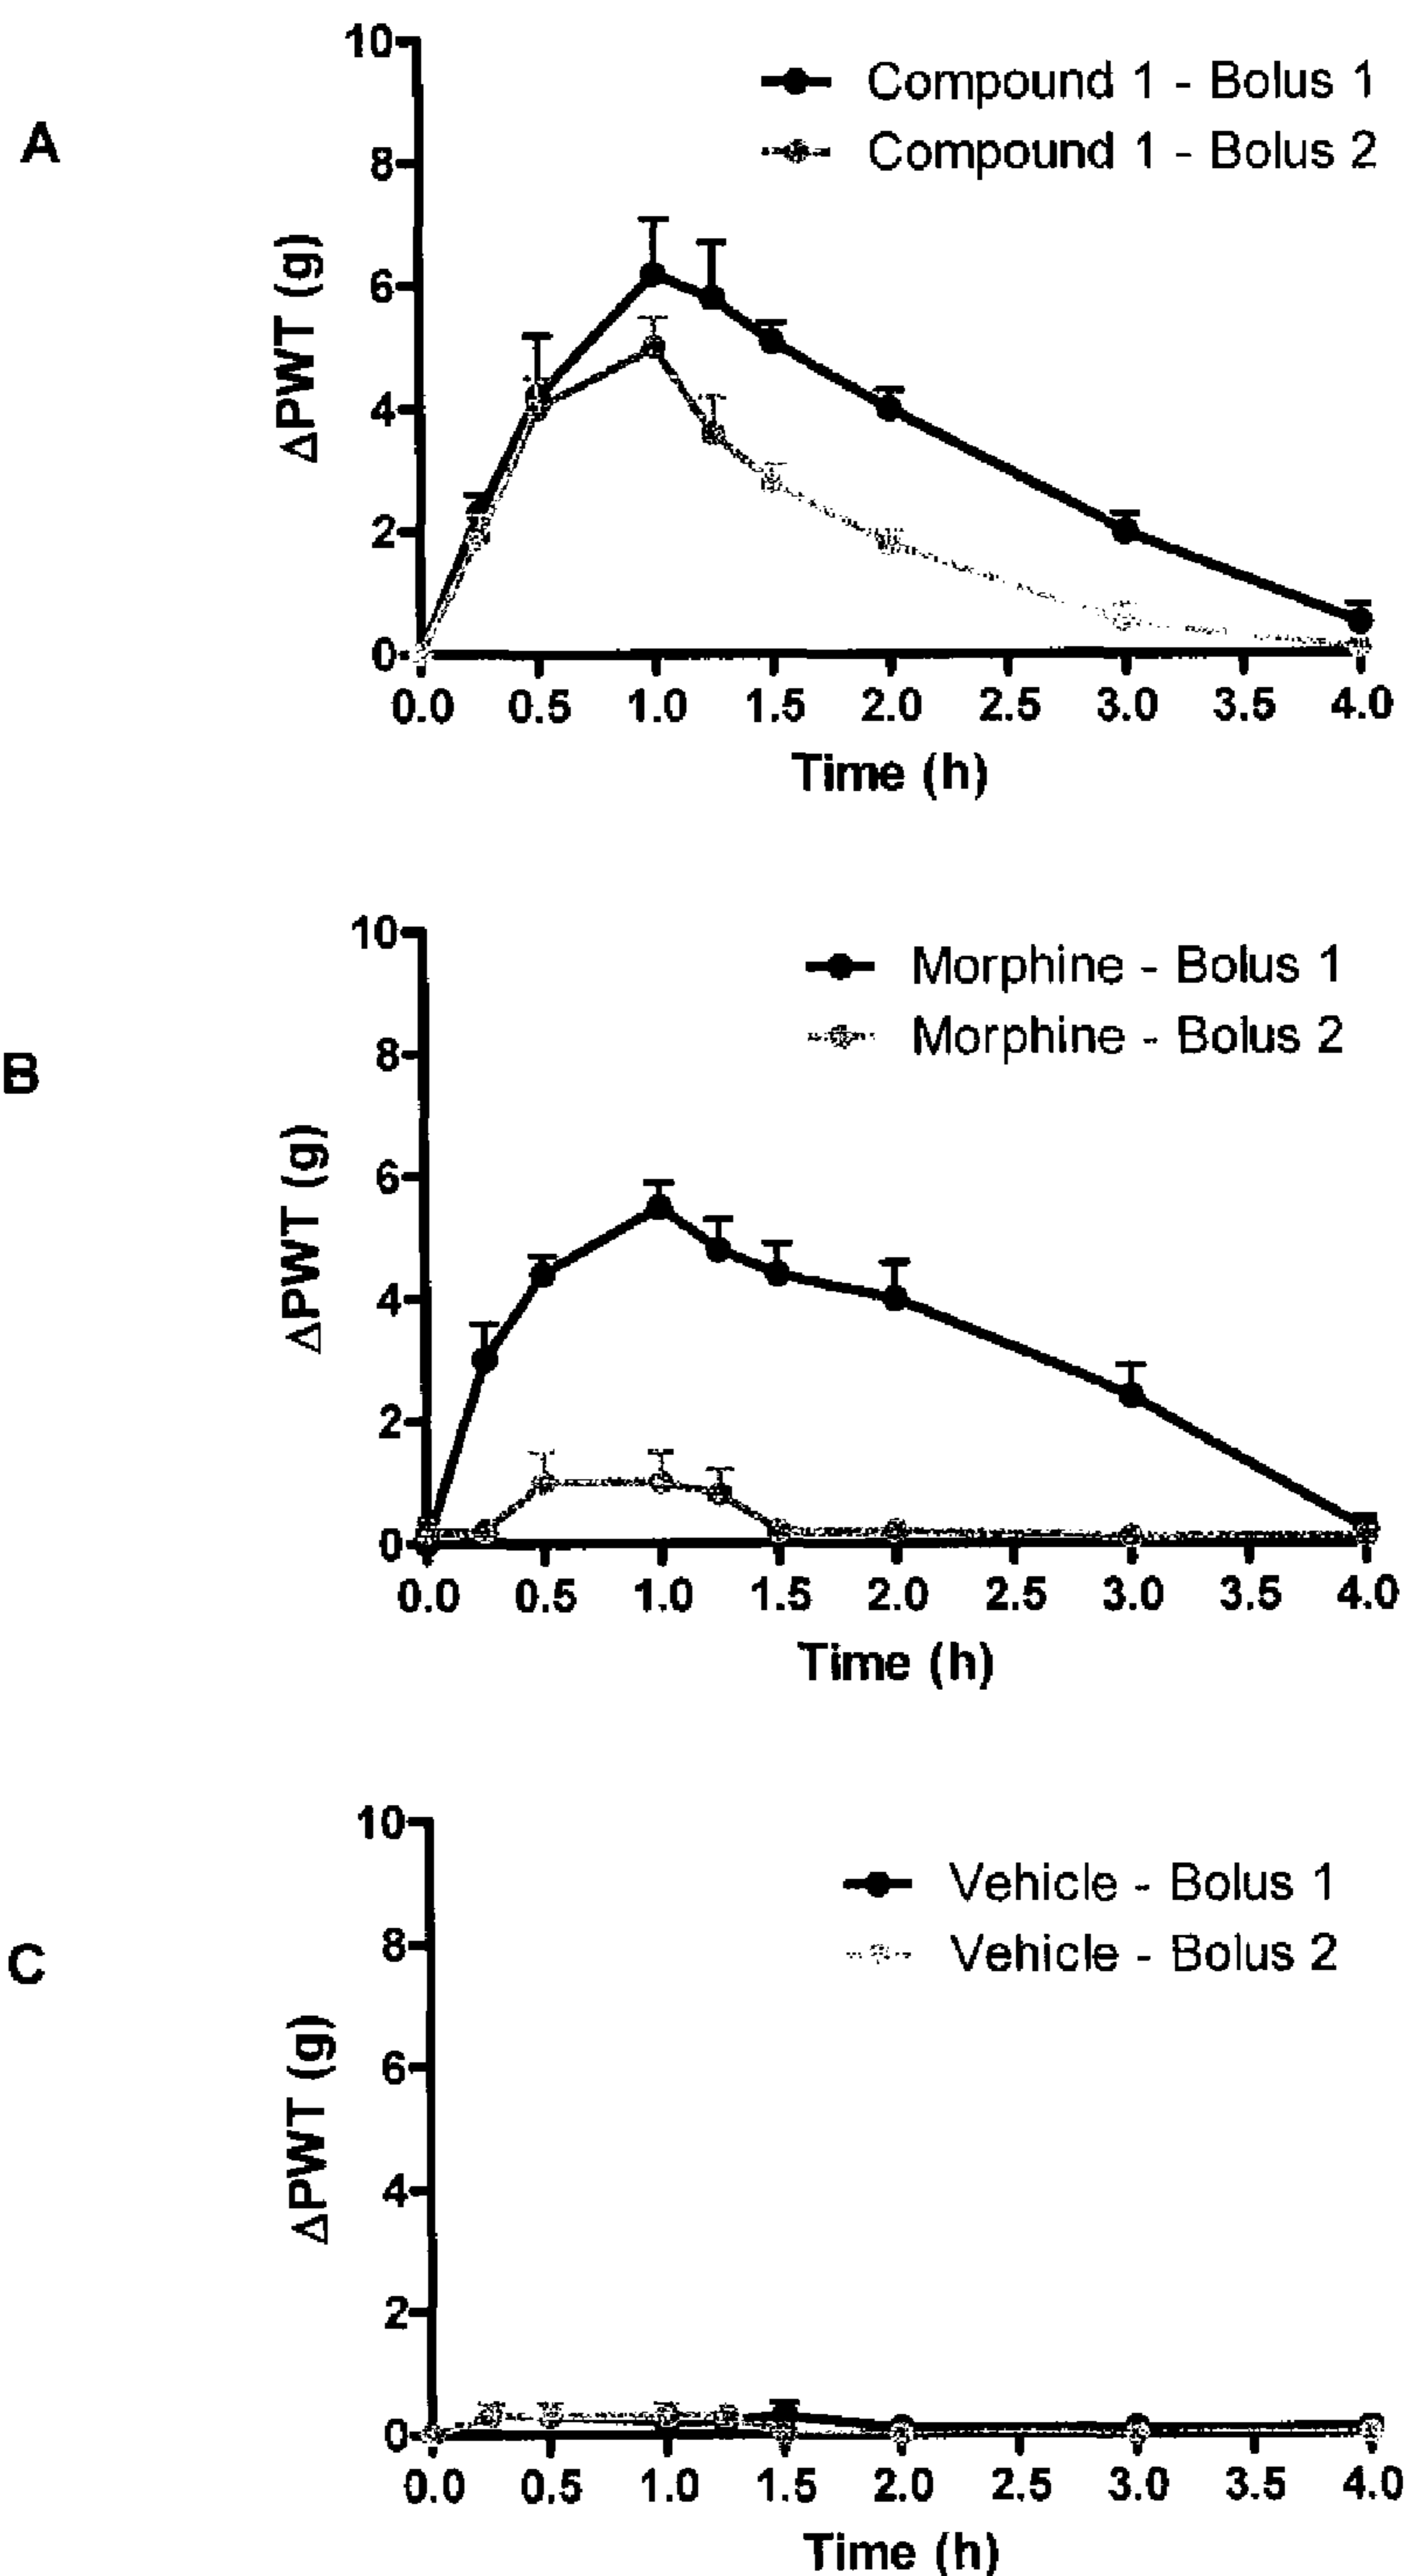 A
10
8
6
4
2
0
ΔPWT (g)
Compound 1 - Bolus 1
Compound 1 - Bolus 2
0.0 0.5 1.0 1.5 2.0 2.5 3.0 3.5 4.0
Time (h)
B
10
8
6
4
2
0
ΔPWT (g)
Morphine - Bolus 1
Morphine - Bolus 2
0.0 0.5 1.0 1.5 2.0 2.5 3.0 3.5 4.0
Time (h)
C
10
8
6
4
2
0
ΔPWT (g)
Vehicle - Bolus 1
Vehicle - Bolus 2
0.0 0.5 1.0 1.5 2.0 2.5 3.0 3.5 4.0
Time (h)